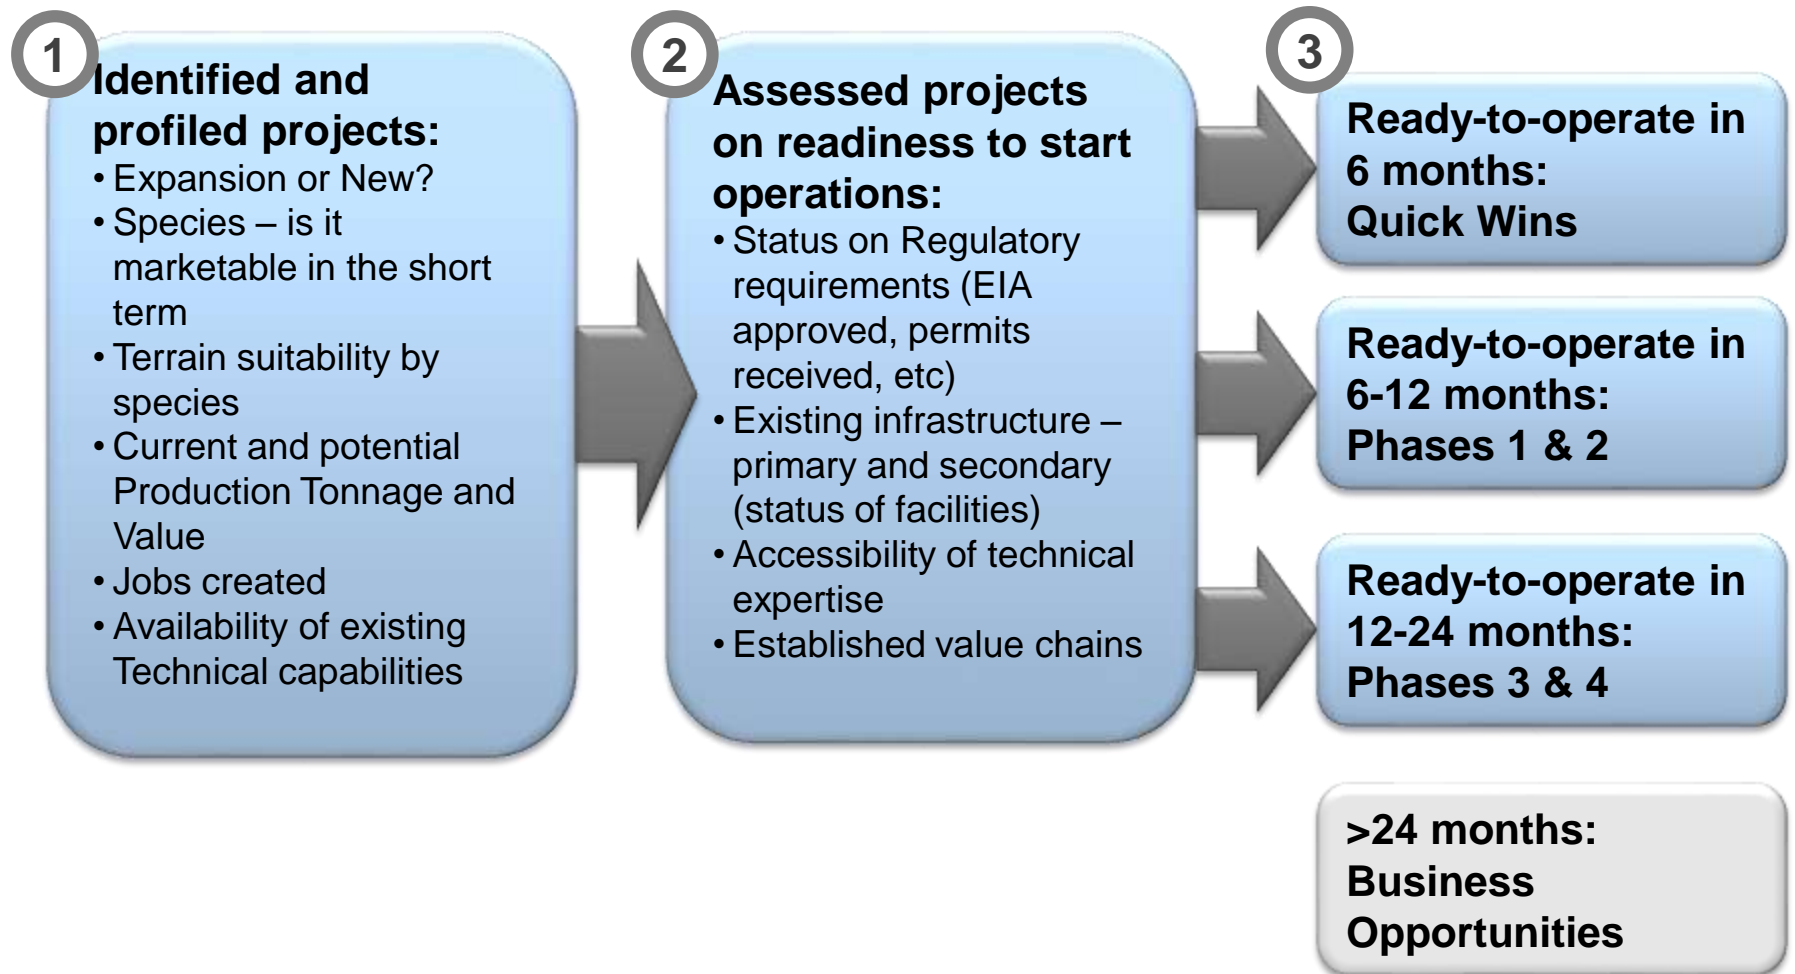 1
Identified and
profiled projects:
• Expansion or New?
• Species – is it
marketable in the short
term
• Terrain suitability by
species
• Current and potential
Production Tonnage and
Value
• Jobs created
• Availability of existing
Technical capabilities
2
Assessed projects
on readiness to start
operations:
• Status on Regulatory
requirements (EIA
approved, permits
received, etc)
• Existing infrastructure –
primary and secondary
(status of facilities)
• Accessibility of technical
expertise
• Established value chains
3
Ready-to-operate in
6 months:
Quick Wins
Ready-to-operate in
6-12 months:
Phases 1 & 2
Ready-to-operate in
12-24 months:
Phases 3 & 4
>24 months:
Business
Opportunities